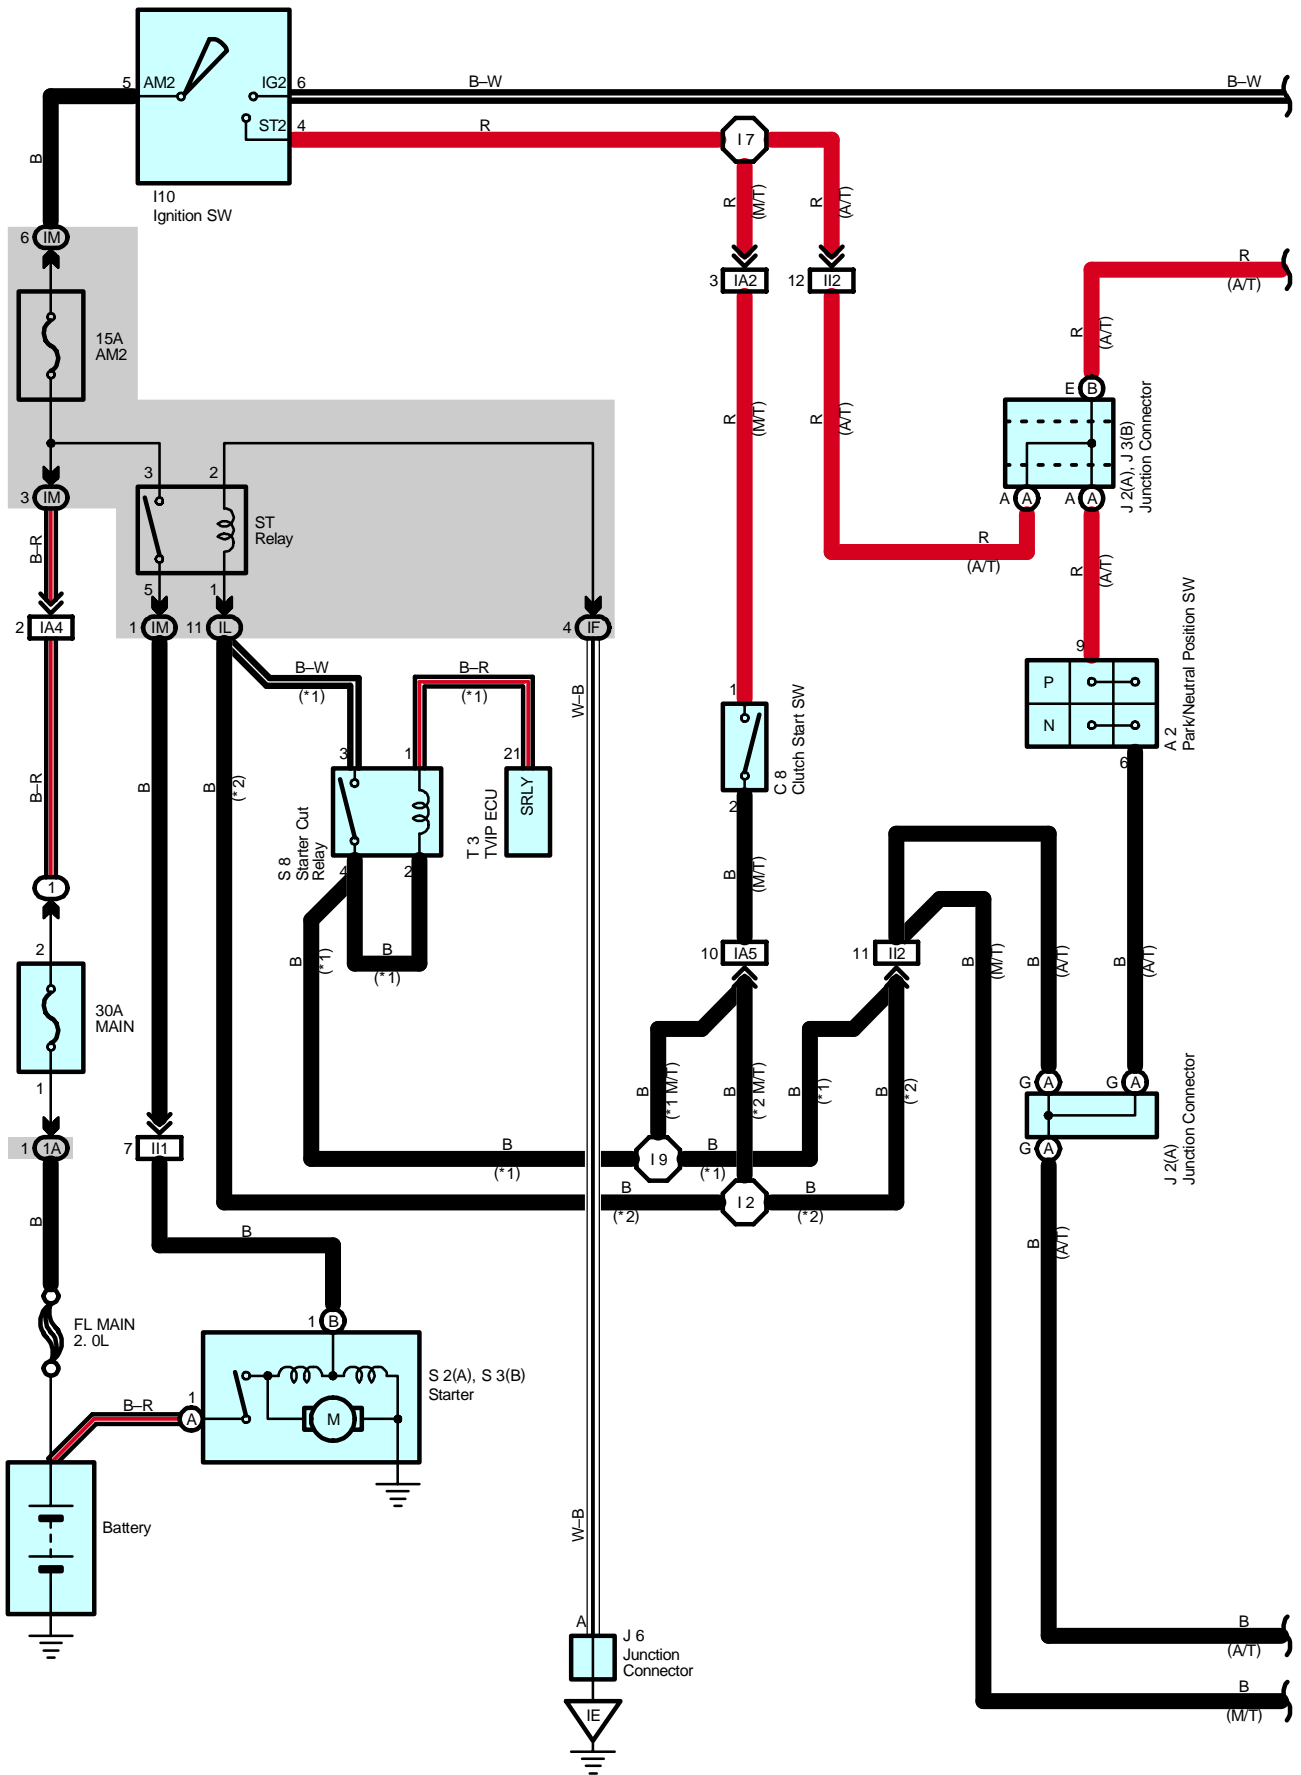 5 AM2 IG2 6 B–W B–W
ST2 4 R I 7
B
I10
Ignition SW
R (M/T) R (A/T)
6 IM
R
(A/T)
3 IA2 12 II2
15A
AM2
R (M/T) R (A/T) R (A/T)
E B
J 2(A), J 3(B)
Junction Connector
3 2
3 IM A A A A
ST
Relay
B–R
R
(A/T)
R (A/T)
5 1
2 IA4 1 IM 11 IL 4 IF
9
P
N
A 2
Park/Neutral Position SW
B–W
(*1)
B–R
(*1)
W–B
1
C 8
Clutch Start SW
2
6
3 1 21
SRLY
T 3
TVIP ECU
S 8
Starter Cut
Relay
4 2
B–R B B (*2)
B (M/T)
1
2
B
(*1)
B (*1)
10 IA5 11 II2
B (M/T) B (A/T) B (A/T)
30A
MAIN
1
B (*1 M/T) B (*2 M/T) B (*1) B (*2)
G A G A
J 2(A)
Junction Connector
1 1A 7 II1
B
(*1)
I 9
B
(*1)
G A
B
(*2)
I 2
B
(*2)
B B
B (A/T)
FL MAIN
2. 0L
1 B
S 2(A), S 3(B)
Starter
B–R 1 A M
Battery
W–B
A
J 6
Junction
Connector
IE
B
(A/T)
B
(M/T)